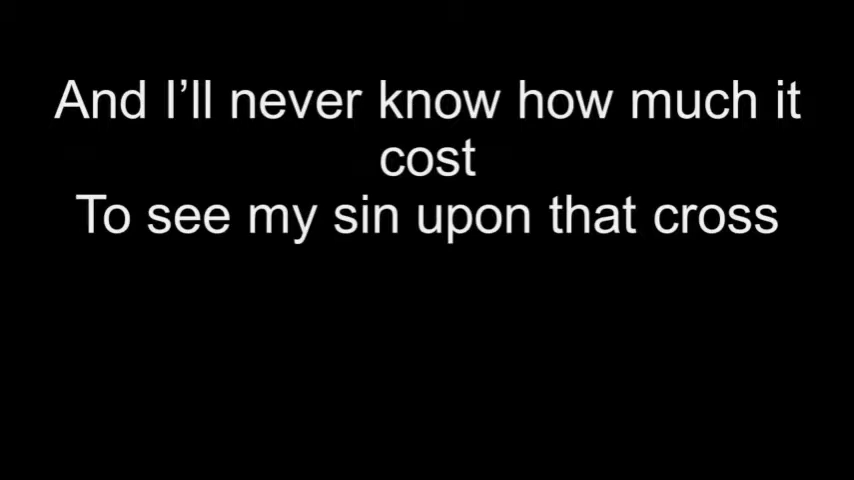 And I’ll never know how much it
cost
To see my sin upon that cross